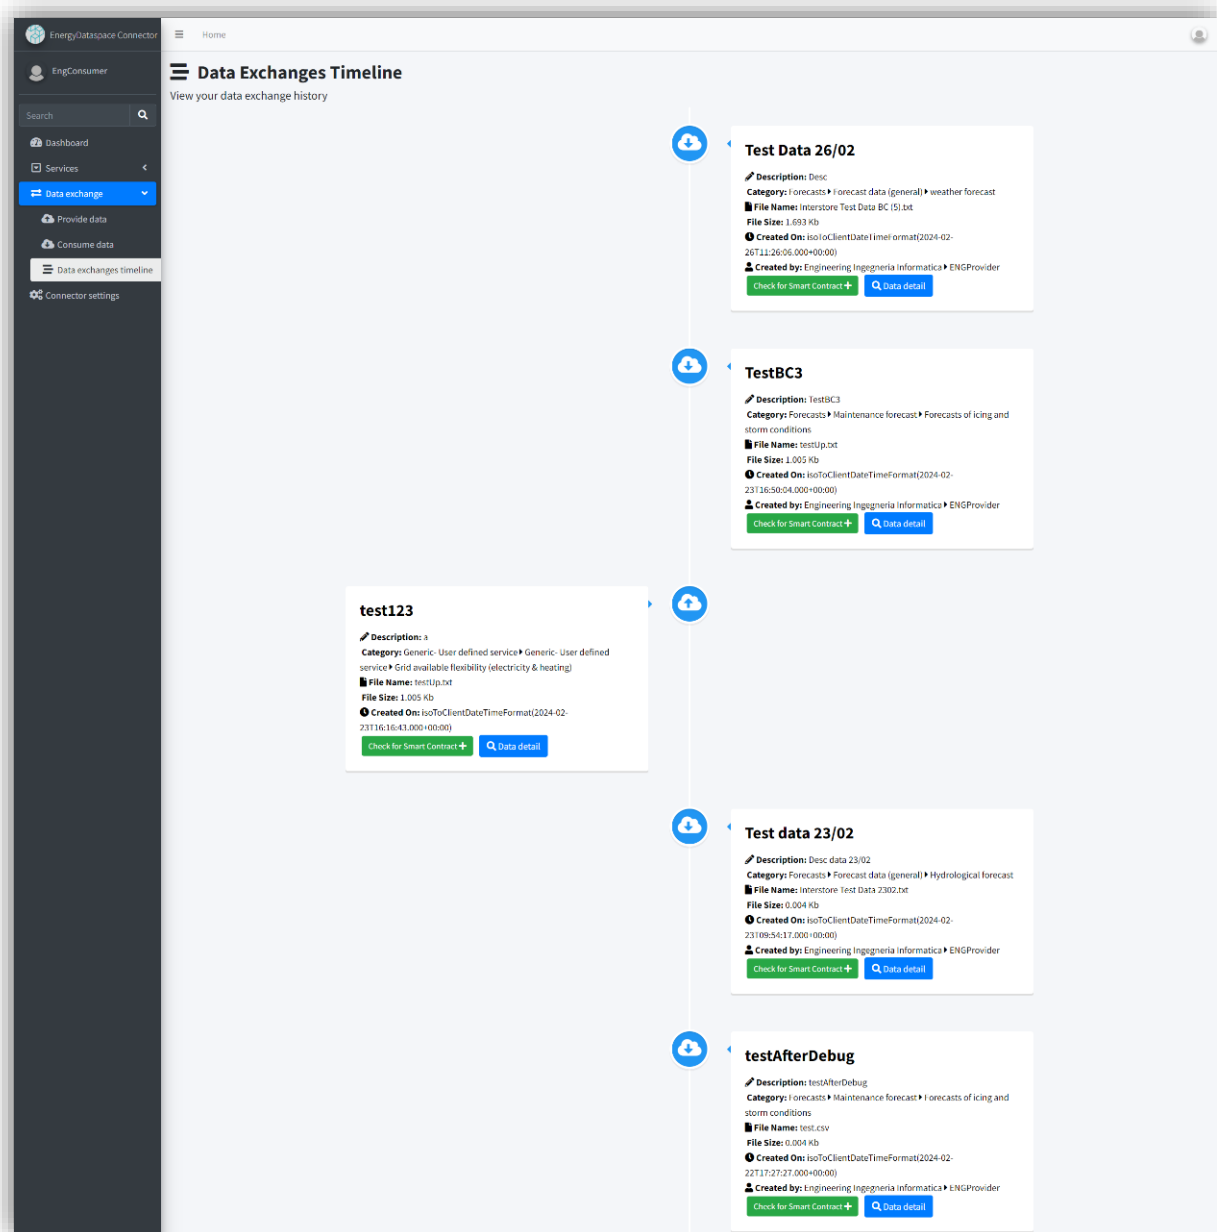 EnergyDataspace Connector
Home
EngConsumer
Search
Dashboard
Services
Data exchange
Provide data
Consume data
Data exchanges timeline
Connector settings
Data Exchanges Timeline
View your data exchange history
Test Data 26/02
Description: Desc
Category: Forecasts Forecast data (general) weather forecast
File Name: Interstore Test Data BC (5).txt
File Size: 1.693 Kb
Created On: isoToClientDateTimeFormat(2024-02-
26T11:26:06.000+00:00)
Created by: Engineering Ingegneria Informatica ENGProvider
Check for Smart Contract
Data detail
TestBC3
Description: TestBC3
Category: Forecasts Maintenance forecast Forecasts of icing and
storm conditions
File Name: testUp.txt
File Size: 1.005 Kb
Created On: isoToClientDateTimeFormat(2024-02-
23T16:50:04.000+00:00)
Created by: Engineering Ingegneria Informatica ENGProvider
Check for Smart Contract
Data detail
test123
Description: a
Category: Generic- User defined service Generic- User defined
service Grid available flexibility (electricity & heating)
File Name: testUp.txt
File Size: 1.005 Kb
Created On: isoToClientDateTimeFormat(2024-02-
23T16:16:43.000+00:00)
Check for Smart Contract
Data detail
Test data 23/02
Description: Desc data 23/02
Category: Forecasts Forecast data (general) Hydrological forecast
File Name: Interstore Test Data 2302.txt
File Size: 0.004 Kb
Created On: isoToClientDateTimeFormat(2024-02-
23T09:54:17.000+00:00)
Created by: Engineering Ingegneria Informatica ENGProvider
Check for Smart Contract
Data detail
testAfterDebug
Description: testAfterDebug
Category: Forecasts Maintenance forecast Forecasts of icing and
storm conditions
File Name: test.csv
File Size: 0.004 Kb
Created On: isoToClientDateTimeFormat(2024-02-
22T17:27:27.000+00:00)
Created by: Engineering Ingegneria Informatica ENGProvider
Check for Smart Contract
Data detail